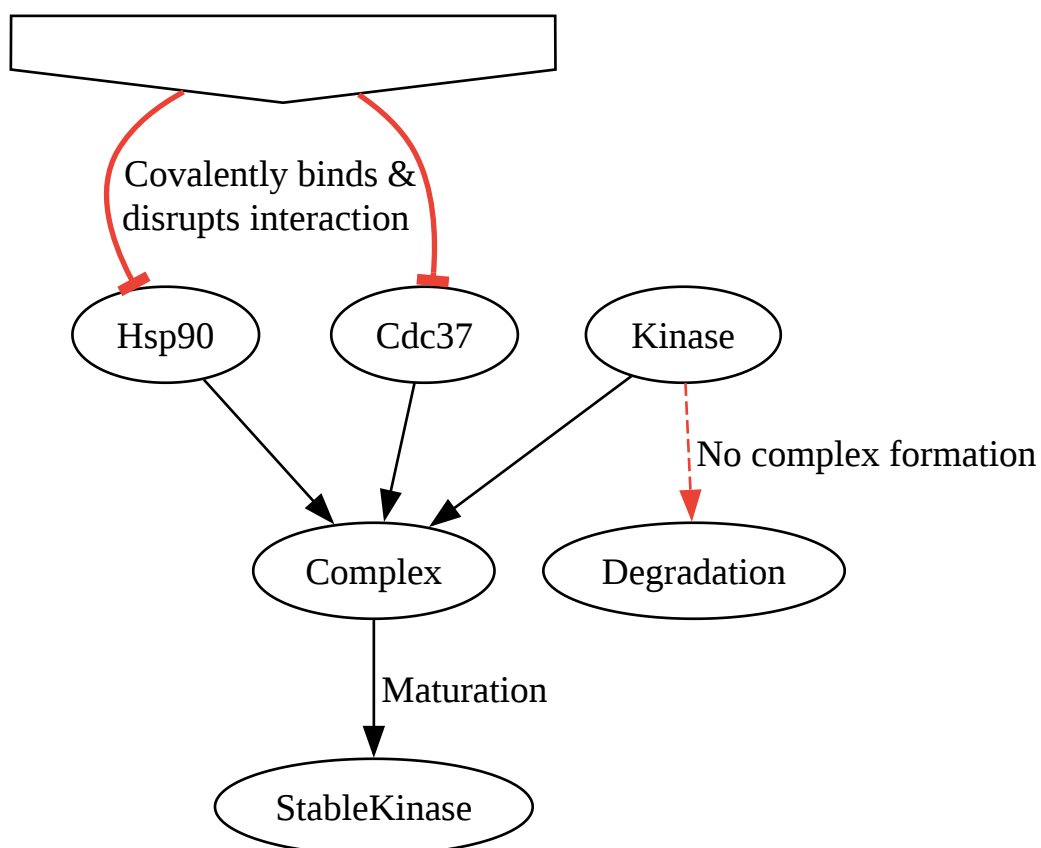 Covalently binds &
disrupts interaction
Hsp90
Cdc37
Kinase
No complex formation
Complex
Degradation
Maturation
StableKinase